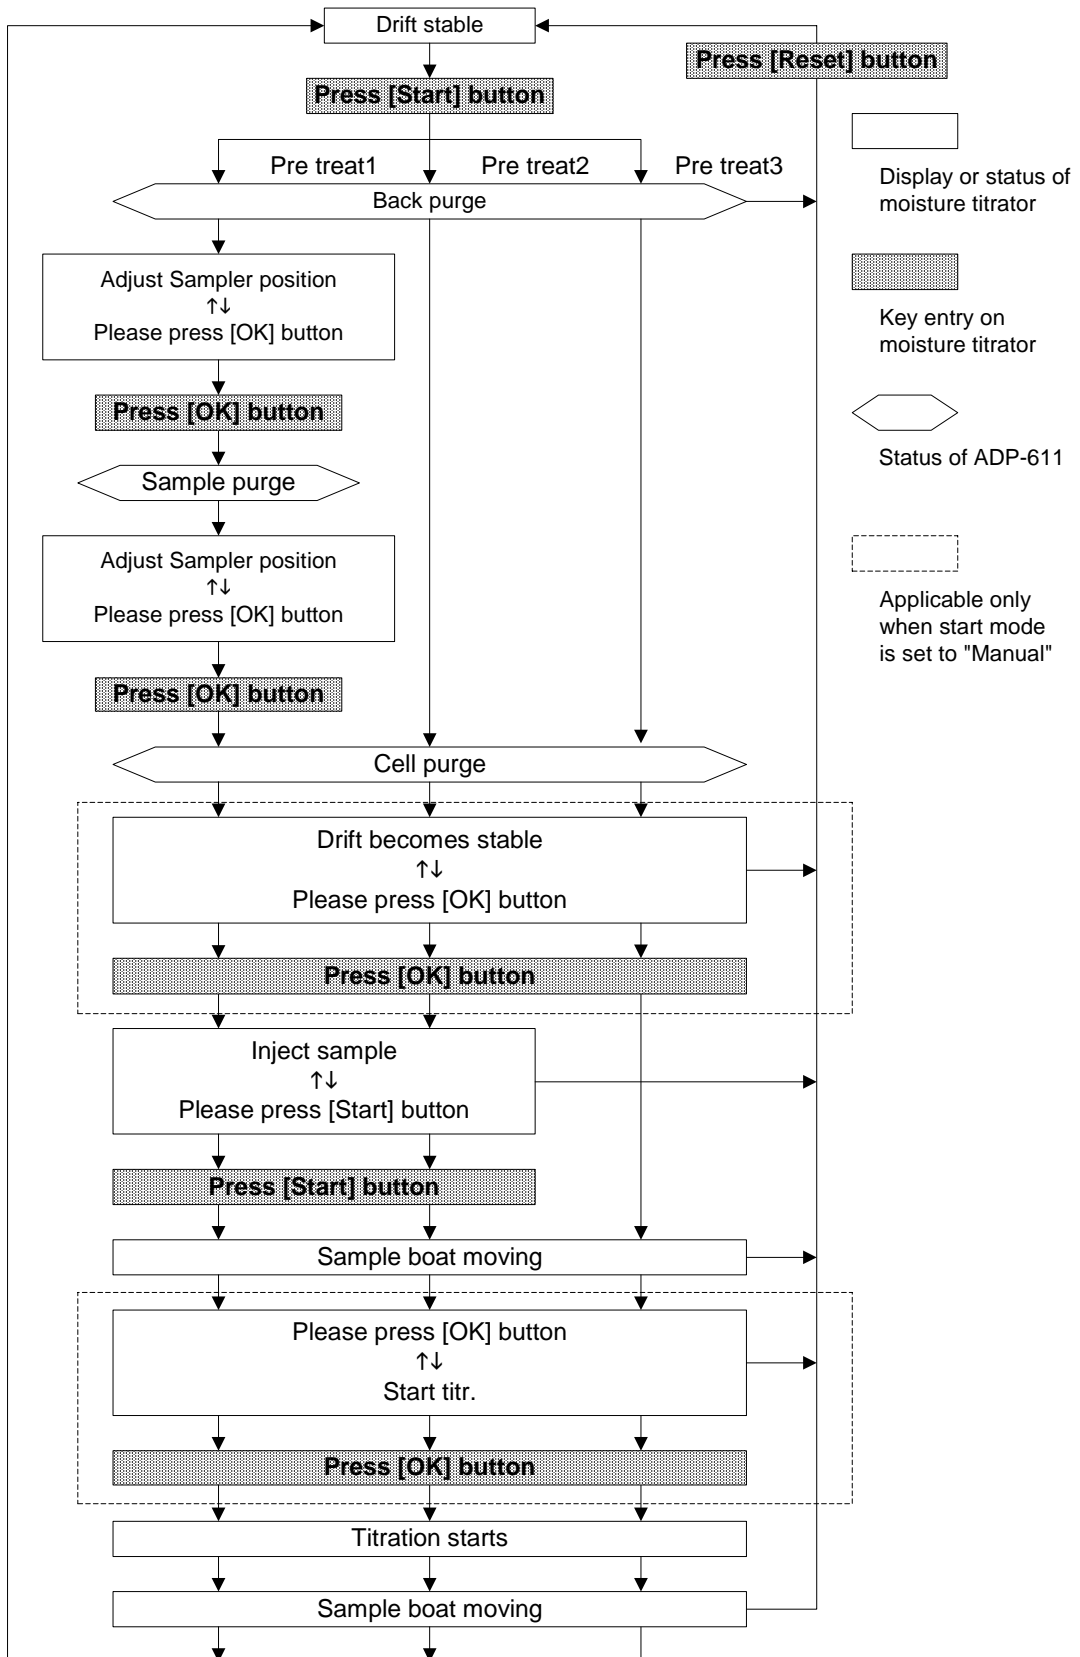 Drift stable
Press [Reset] button
Press [Start] button
Pre treat1
Pre treat2
Pre treat3
Back purge
Display or status of
moisture titrator
Adjust Sampler position
↑↓
Please press [OK] button
Key entry on
moisture titrator
Press [OK] button
Sample purge
Status of ADP-611
Adjust Sampler position
↑↓
Please press [OK] button
Applicable only
when start mode
is set to "Manual"
Press [OK] button
Cell purge
Drift becomes stable
↑↓
Please press [OK] button
Press [OK] button
Inject sample
↑↓
Please press [Start] button
Press [Start] button
Sample boat moving
Please press [OK] button
↑↓
Start titr.
Press [OK] button
Titration starts
Sample boat moving